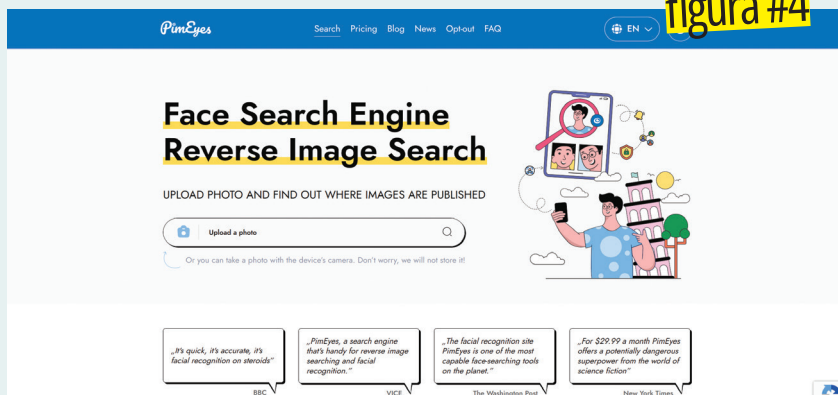 figura #4
PimEyes
Search Pricing Blog News Opt-out FAQ
EN
Face Search Engine
Reverse Image Search
UPLOAD PHOTO AND FIND OUT WHERE IMAGES ARE PUBLISHED
Upload a photo
Or you can take a photo with the device's camera. Don't worry, we will not store it!
„It's quick, it's accurate, it's
facial recognition on steroids"
BBC
„PimEyes, a search engine
that's handy for reverse image
searching and facial
recognition."
VICE
„The facial recognition site
PimEyes is one of the most
capable face-searching tools
on the planet."
The Washington Post
„For $29.99 a month PimEyes
offers a potentially dangerous
superpower from the world of
science fiction"
New York Times